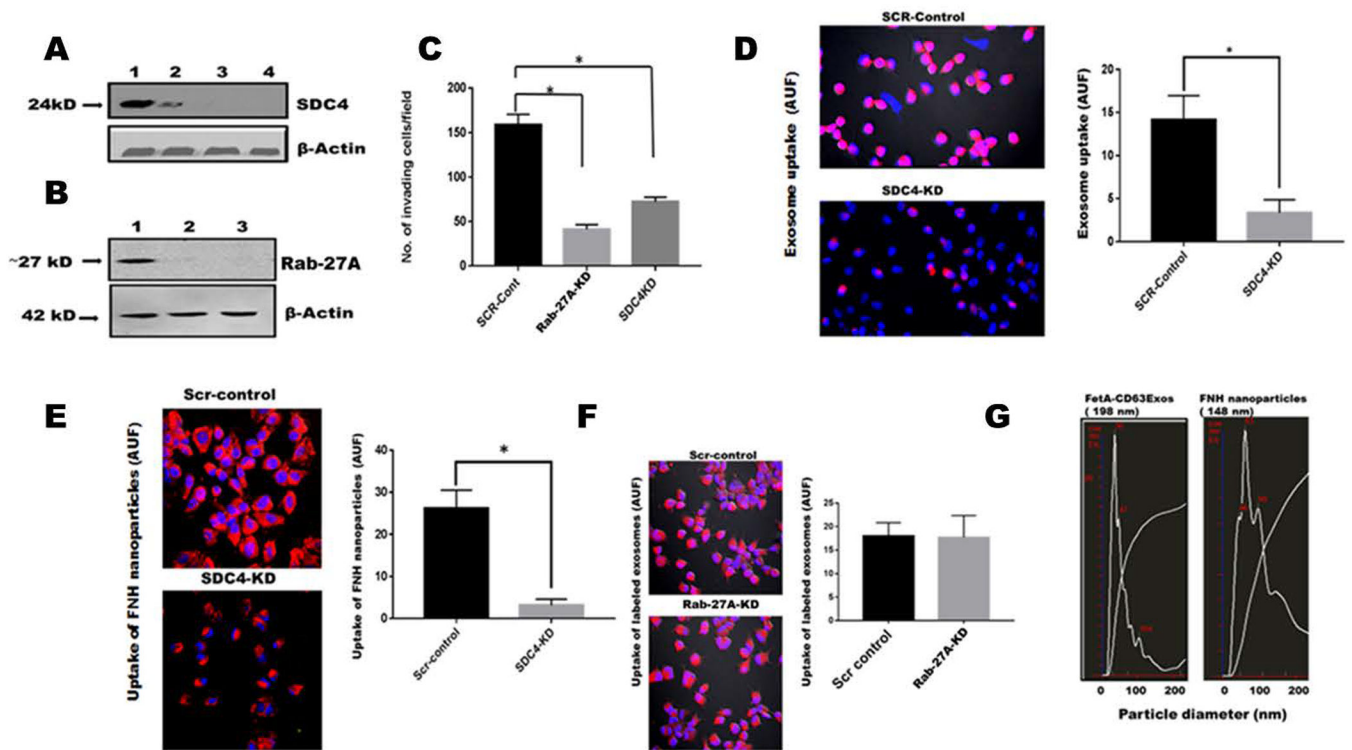 A
1 2 3 4
24kD
SDC4
β-Actin
B
1 2 3
~27 kD
Rab-27A
42 kD
β-Actin
C
No. of invading cells/field
200
150
100
50
0
SCR-Cont
Rab-27A-KD
SDC4KD
*
*
D
SCR-Control
Exosome uptake (AUF)
SDC4-KD
Exosome uptake (AUF)
20
15
10
5
0
*
SCR-Control
SDC4-KD
E
Scr-control
Uptake of FNH nanoparticles (AUF)
SDC4-KD
Uptake of FNH nanoparticles (AUF)
40
30
20
10
0
*
Scr-control
SDC4-KD
F
Scr-control
Uptake of labeled exosomes (AUF)
Rab-27A-KD
Uptake of labeled exosomes (AUF)
25
20
15
10
5
0
Scr control
Rab-27A-KD
G
FetA-CD63Exos
( 198 nm)
FNH nanoparticles
( 148 nm)
0 100 200
0 100 200
Particle diameter (nm)